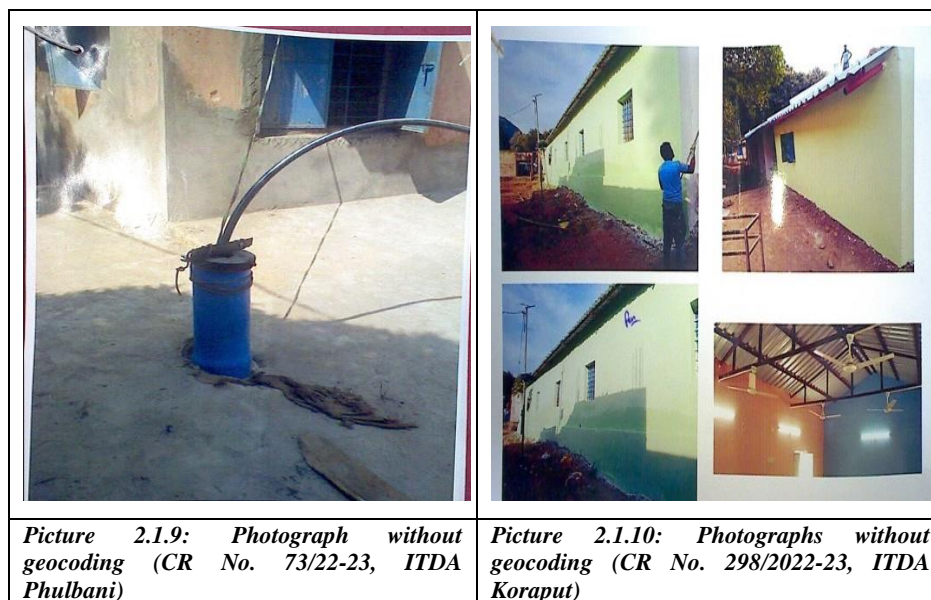 Picture 2.1.9: Photograph without
geocoding (CR No. 73/22-23, ITDA
Phulbani)
Picture 2.1.10: Photographs without
geocoding (CR No. 298/2022-23, ITDA
Koraput)